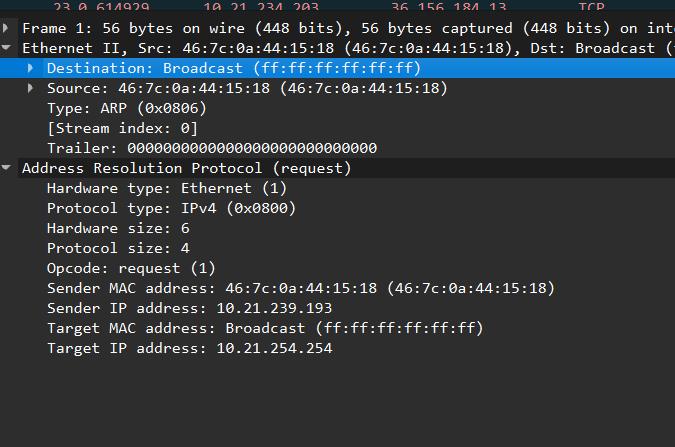 23 0.614929 10.21.234.203 36.156.184.13 TCP
Frame 1: 56 bytes on wire (448 bits), 56 bytes captured (448 bits) on inte
Ethernet II, Src: 46:7c:0a:44:15:18 (46:7c:0a:44:15:18), Dst: Broadcast (
Destination: Broadcast (ff:ff:ff:ff:ff:ff)
Source: 46:7c:0a:44:15:18 (46:7c:0a:44:15:18)
Type: ARP (0x0806)
[Stream index: 0]
Trailer: 0000000000000000000000000000
Address Resolution Protocol (request)
Hardware type: Ethernet (1)
Protocol type: IPv4 (0x0800)
Hardware size: 6
Protocol size: 4
Opcode: request (1)
Sender MAC address: 46:7c:0a:44:15:18 (46:7c:0a:44:15:18)
Sender IP address: 10.21.239.193
Target MAC address: Broadcast (ff:ff:ff:ff:ff:ff)
Target IP address: 10.21.254.254